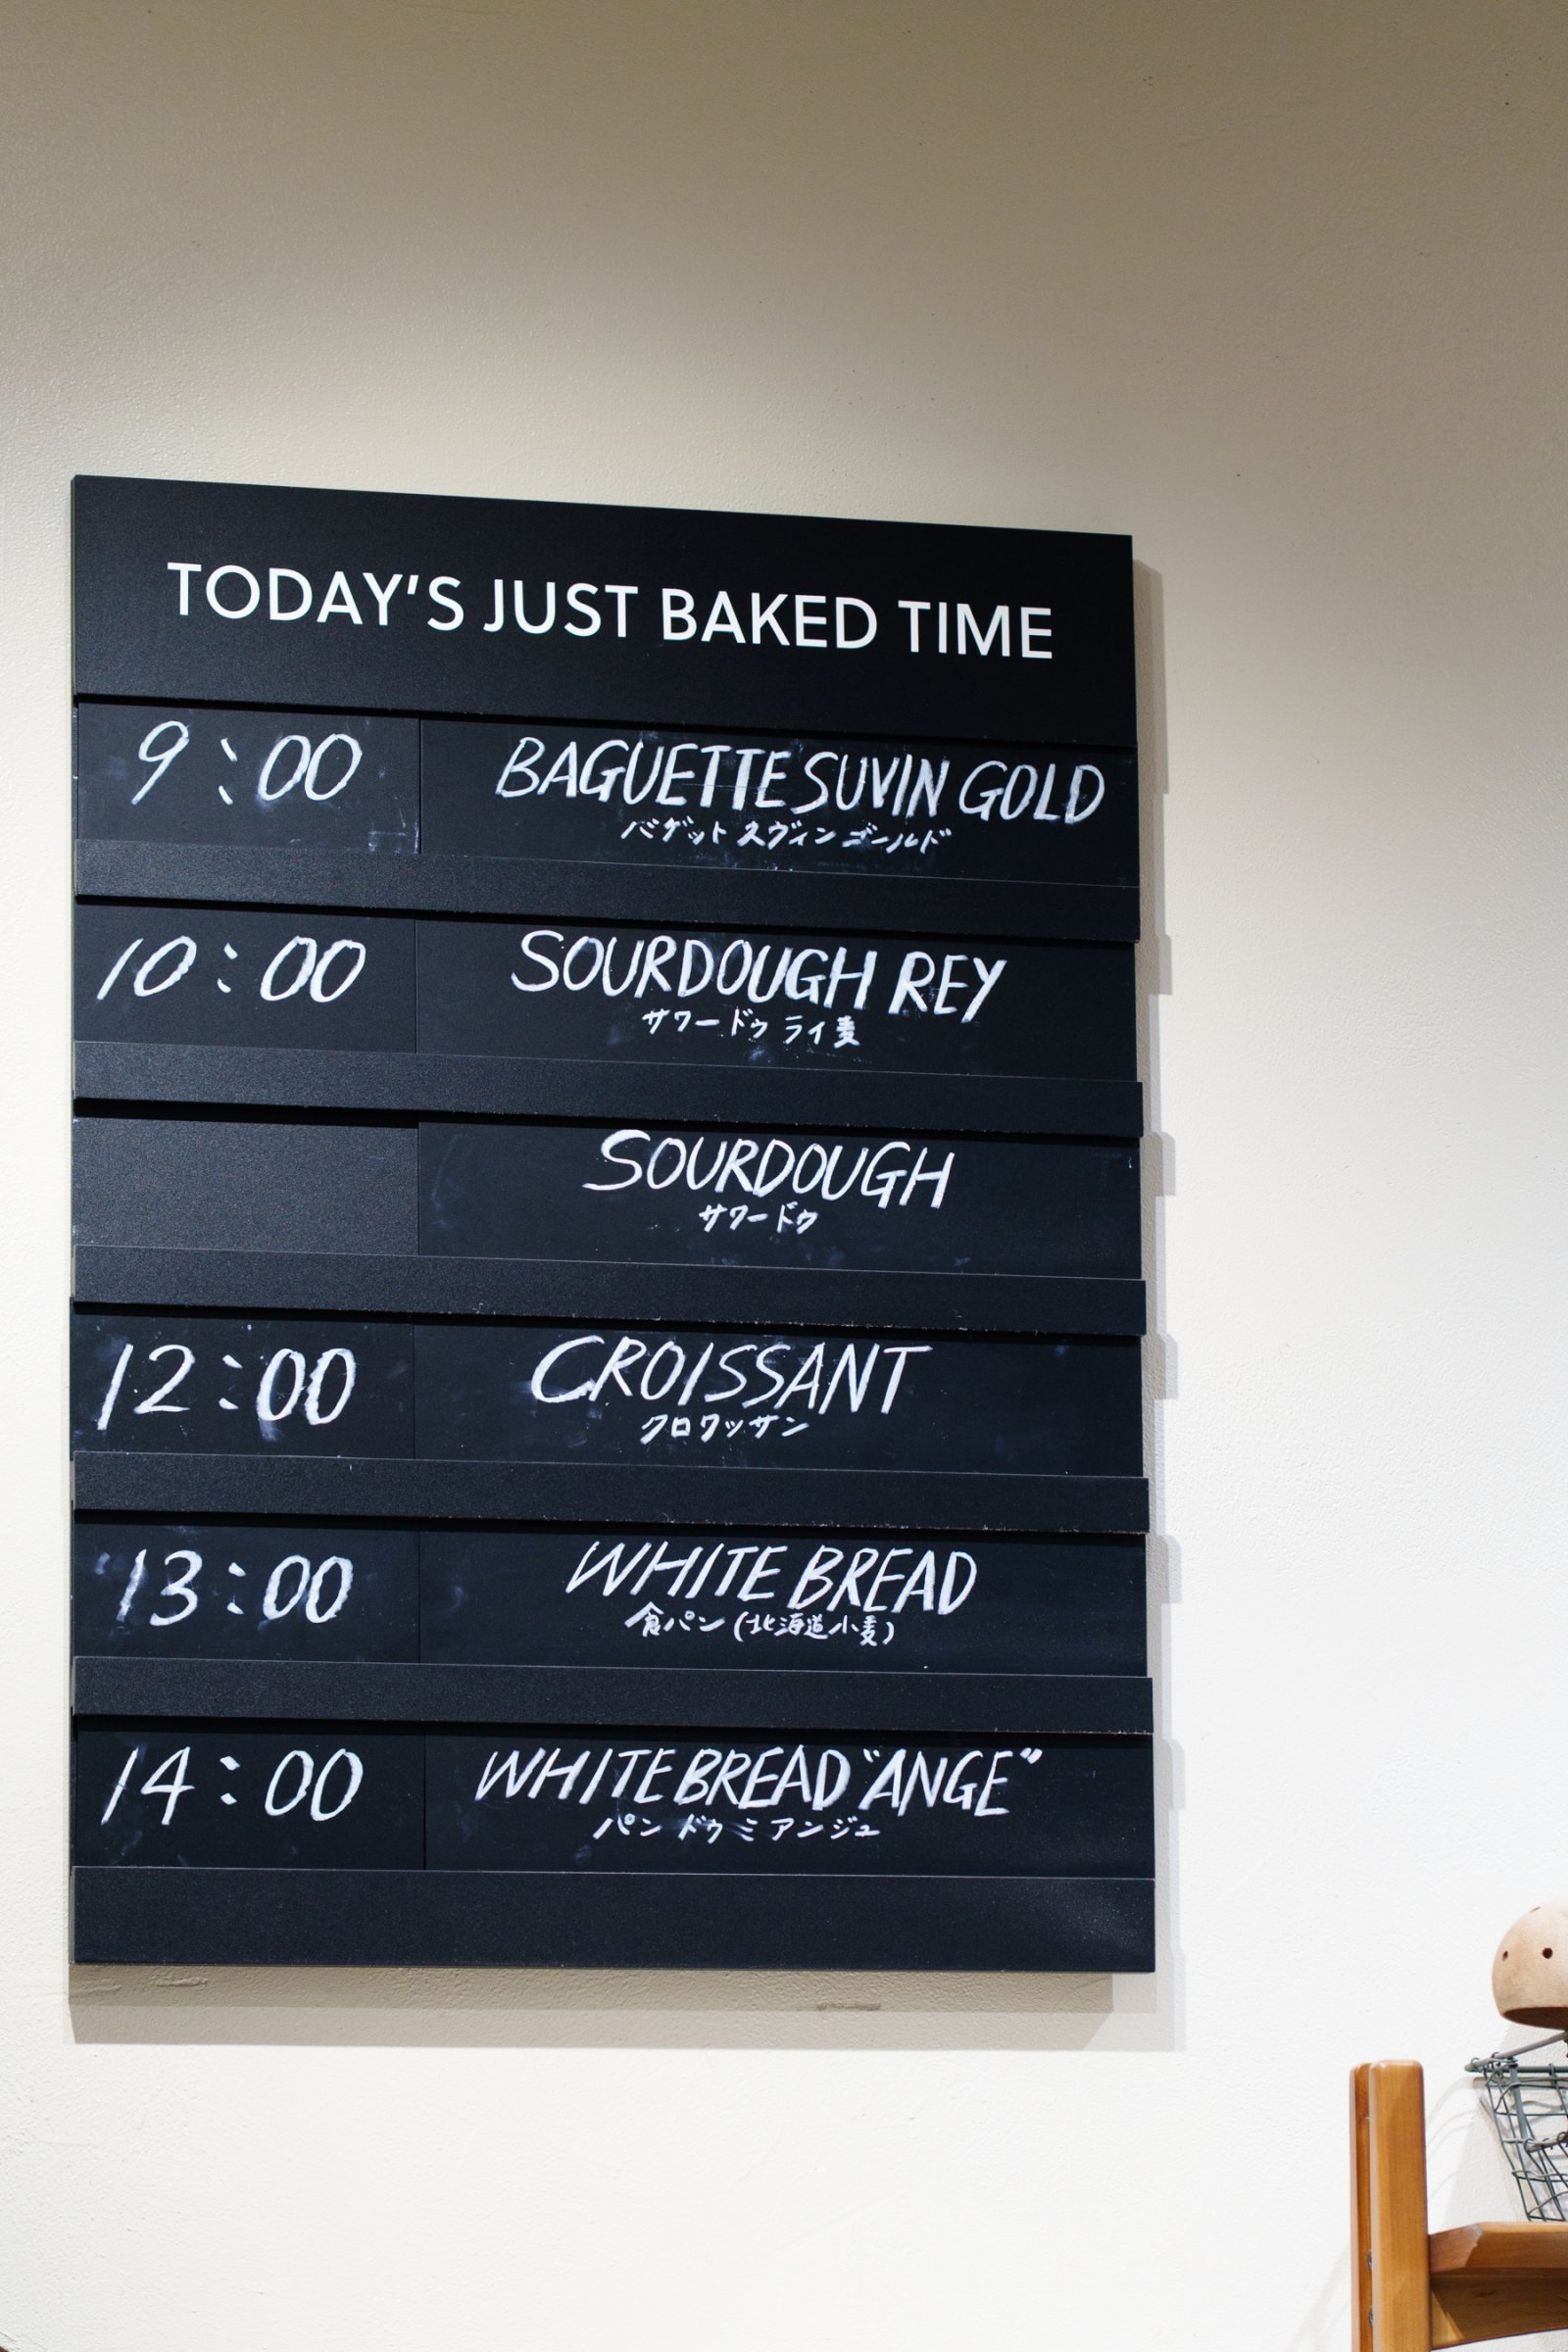 TODAY'S JUST BAKED TIME
9:00 BAGUETTE SUVIN GOLD
バゲット スヴィン ゴールド
10:00 SOURDOUGH REY
サワードゥ ライ麦
SOURDOUGH
サワードゥ
12:00 CROISSANT
クロワッサン
13:00 WHITE BREAD
食パン (北海道小麦)
14:00 WHITE BREAD "ANGE"
パン ドゥ ミ アンジュ